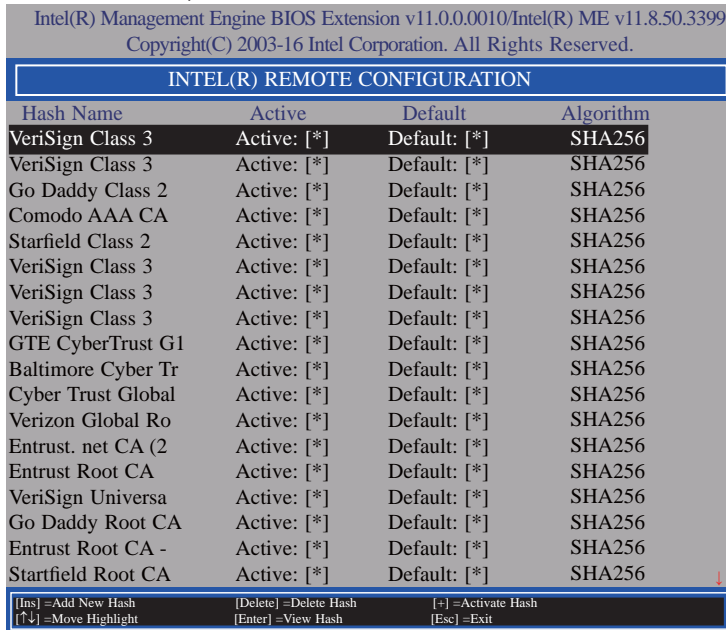 Intel(R) Management Engine BIOS Extension v11.0.0.0010/Intel(R) ME v11.8.50.3399
Copyright(C) 2003-16 Intel Corporation. All Rights Reserved.
INTEL(R) REMOTE CONFIGURATION
Hash Name Active Default Algorithm
VeriSign Class 3 Active: [*] Default: [*] SHA256
VeriSign Class 3 Active: [*] Default: [*] SHA256
Go Daddy Class 2 Active: [*] Default: [*] SHA256
Comodo AAA CA Active: [*] Default: [*] SHA256
Starfield Class 2 Active: [*] Default: [*] SHA256
VeriSign Class 3 Active: [*] Default: [*] SHA256
VeriSign Class 3 Active: [*] Default: [*] SHA256
VeriSign Class 3 Active: [*] Default: [*] SHA256
GTE CyberTrust G1 Active: [*] Default: [*] SHA256
Baltimore Cyber Tr Active: [*] Default: [*] SHA256
Cyber Trust Global Active: [*] Default: [*] SHA256
Verizon Global Ro Active: [*] Default: [*] SHA256
Entrust. net CA (2 Active: [*] Default: [*] SHA256
Entrust Root CA Active: [*] Default: [*] SHA256
VeriSign Universa Active: [*] Default: [*] SHA256
Go Daddy Root CA Active: [*] Default: [*] SHA256
Entrust Root CA - Active: [*] Default: [*] SHA256
Startfield Root CA Active: [*] Default: [*] SHA256 ↓
[Ins] =Add New Hash [Delete] =Delete Hash [+] =Activate Hash
[↑↓] =Move Highlight [Enter] =View Hash [Esc] =Exit